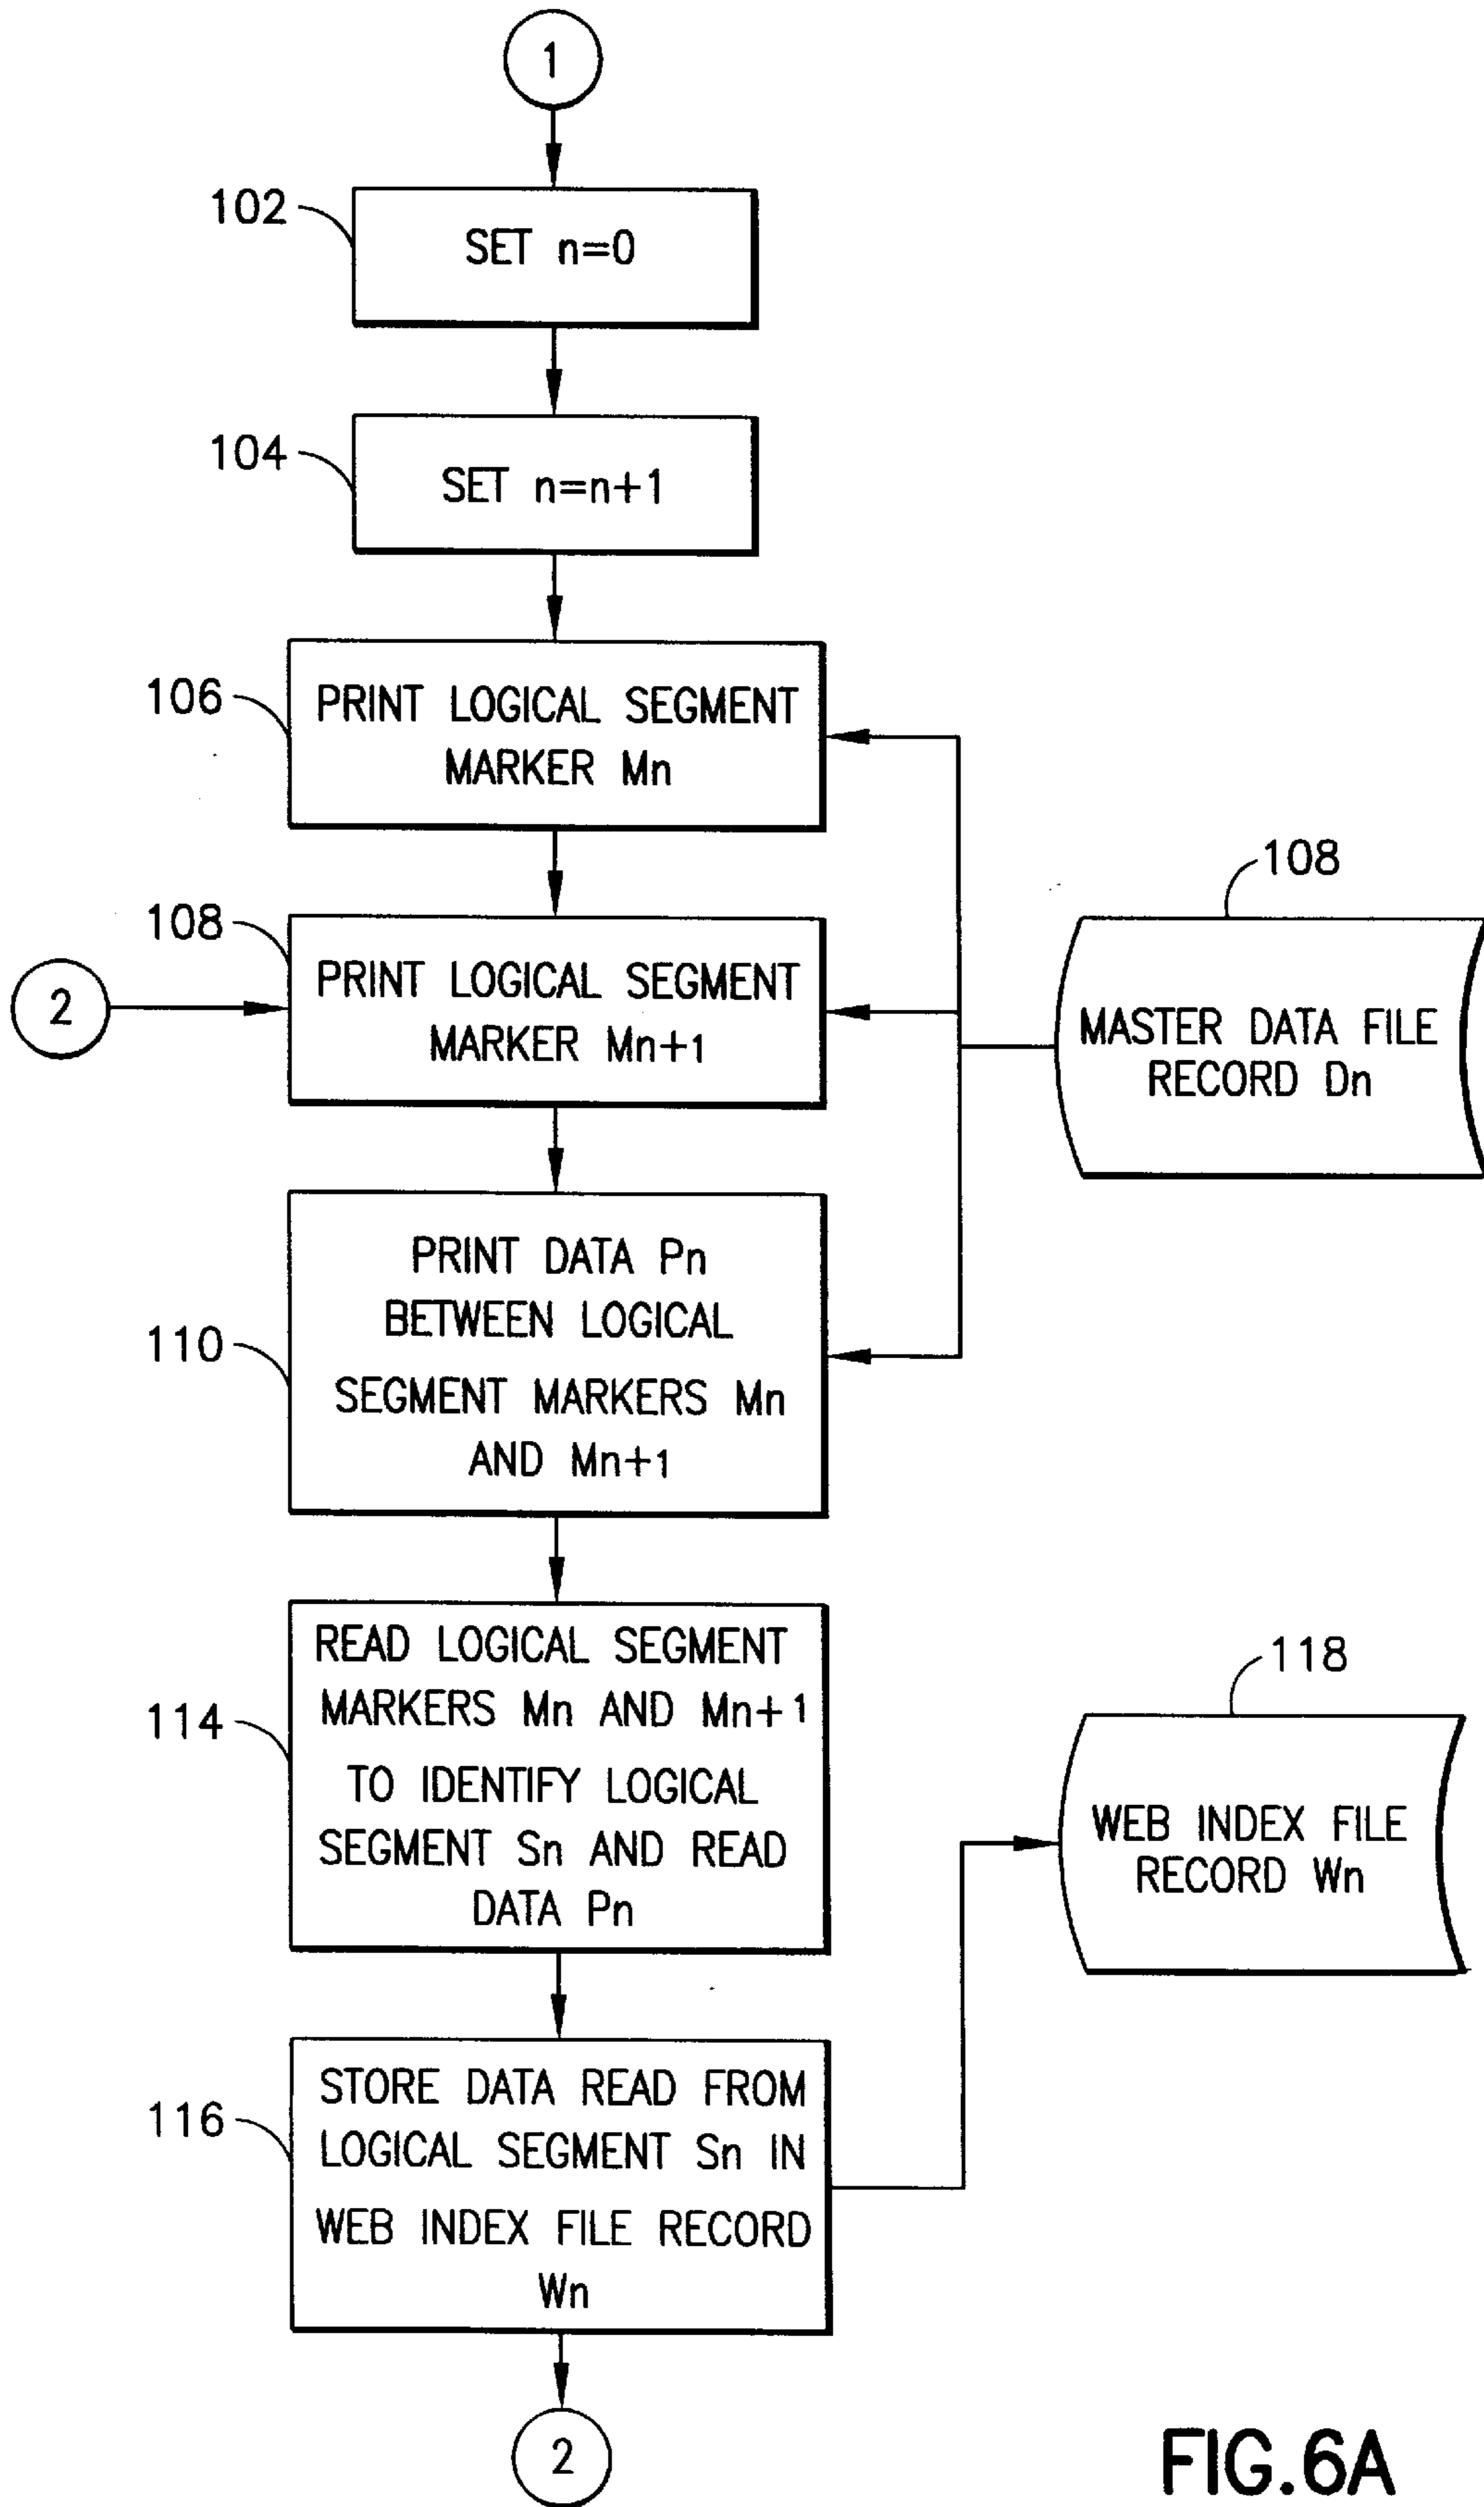 1
102
SET n=0
104
SET n=n+1
106
PRINT LOGICAL SEGMENT
MARKER Mn
108
108
PRINT LOGICAL SEGMENT
MARKER Mn+1
2
MASTER DATA FILE
RECORD Dn
110
PRINT DATA Pn
BETWEEN LOGICAL
SEGMENT MARKERS Mn
AND Mn+1
114
READ LOGICAL SEGMENT
MARKERS Mn AND Mn+1
TO IDENTIFY LOGICAL
SEGMENT Sn AND READ
DATA Pn
118
WEB INDEX FILE
RECORD Wn
116
STORE DATA READ FROM
LOGICAL SEGMENT Sn IN
WEB INDEX FILE RECORD
Wn
2
FIG.6A